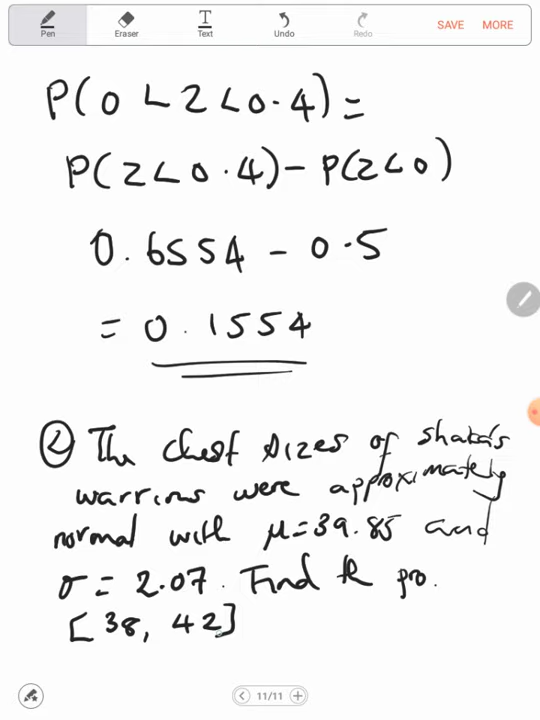 Pen Eraser Text Undo Redo SAVE MORE
P(0 < Z < 0.4) =
P(Z < 0.4) - P(Z < 0)
0.6554 - 0.5
= 0.1554
② The chest sizes of shaka's
warriors were approximately
normal with μ = 39.85 and
σ = 2.07. Find the pro.
[38, 42]
11/11